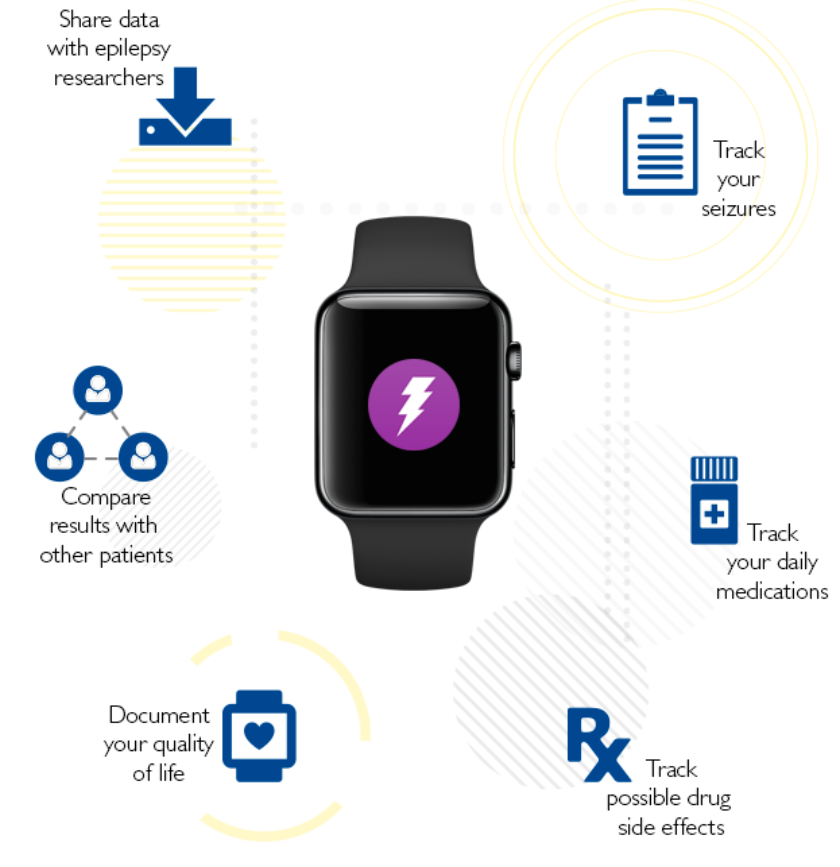 Share data
with epilepsy
researchers
Track
your
seizures
Compare
results with
other patients
Track
your daily
medications
Document
your quality
of life
Rx
Track
possible drug
side effects